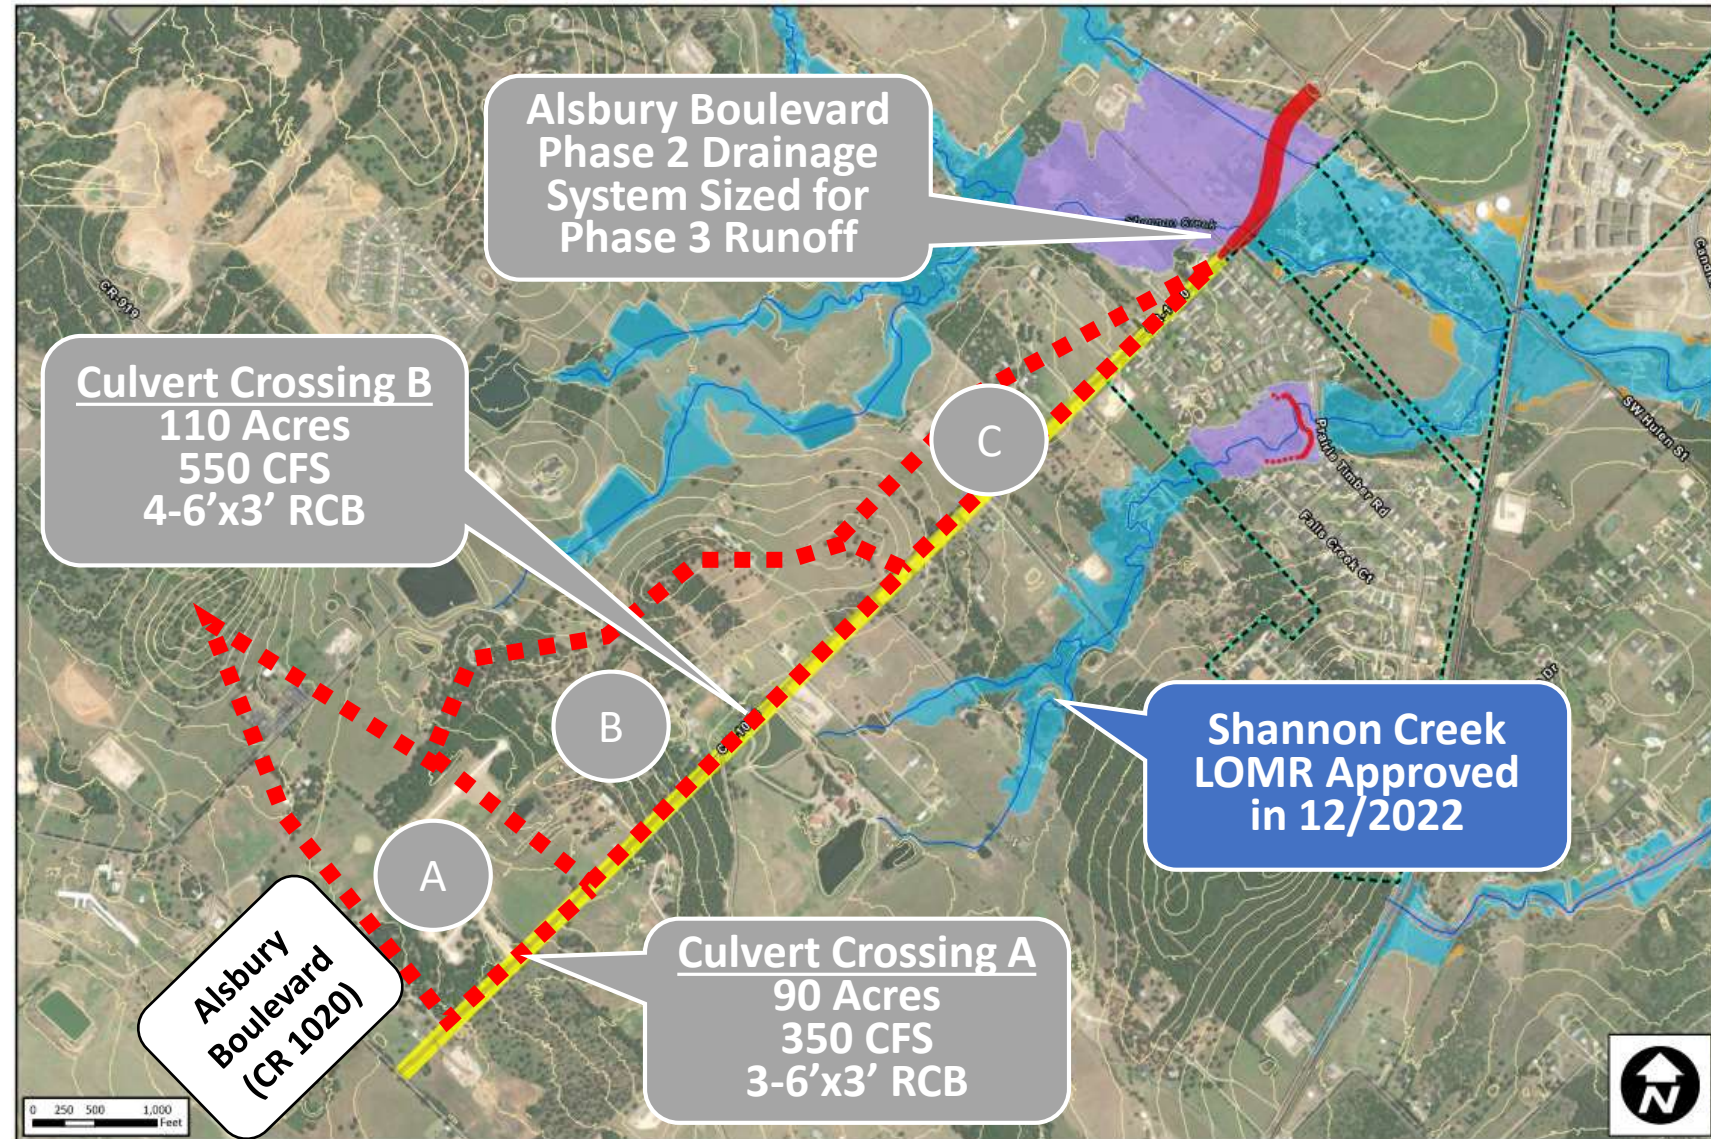 Alsbury Boulevard
Phase 2 Drainage
System Sized for
Phase 3 Runoff
Shannon Creek
CR-919
Culvert Crossing B
110 Acres
550 CFS
4-6’x3’ RCB
C
SW Hulen St
Prairie Timber Rd
Falls Creek Ct
B
Shannon Creek
LOMR Approved
in 12/2022
Dr
A
Alsbury
Boulevard
(CR 1020)
Culvert Crossing A
90 Acres
350 CFS
3-6’x3’ RCB
0 250 500 1,000
Feet
N